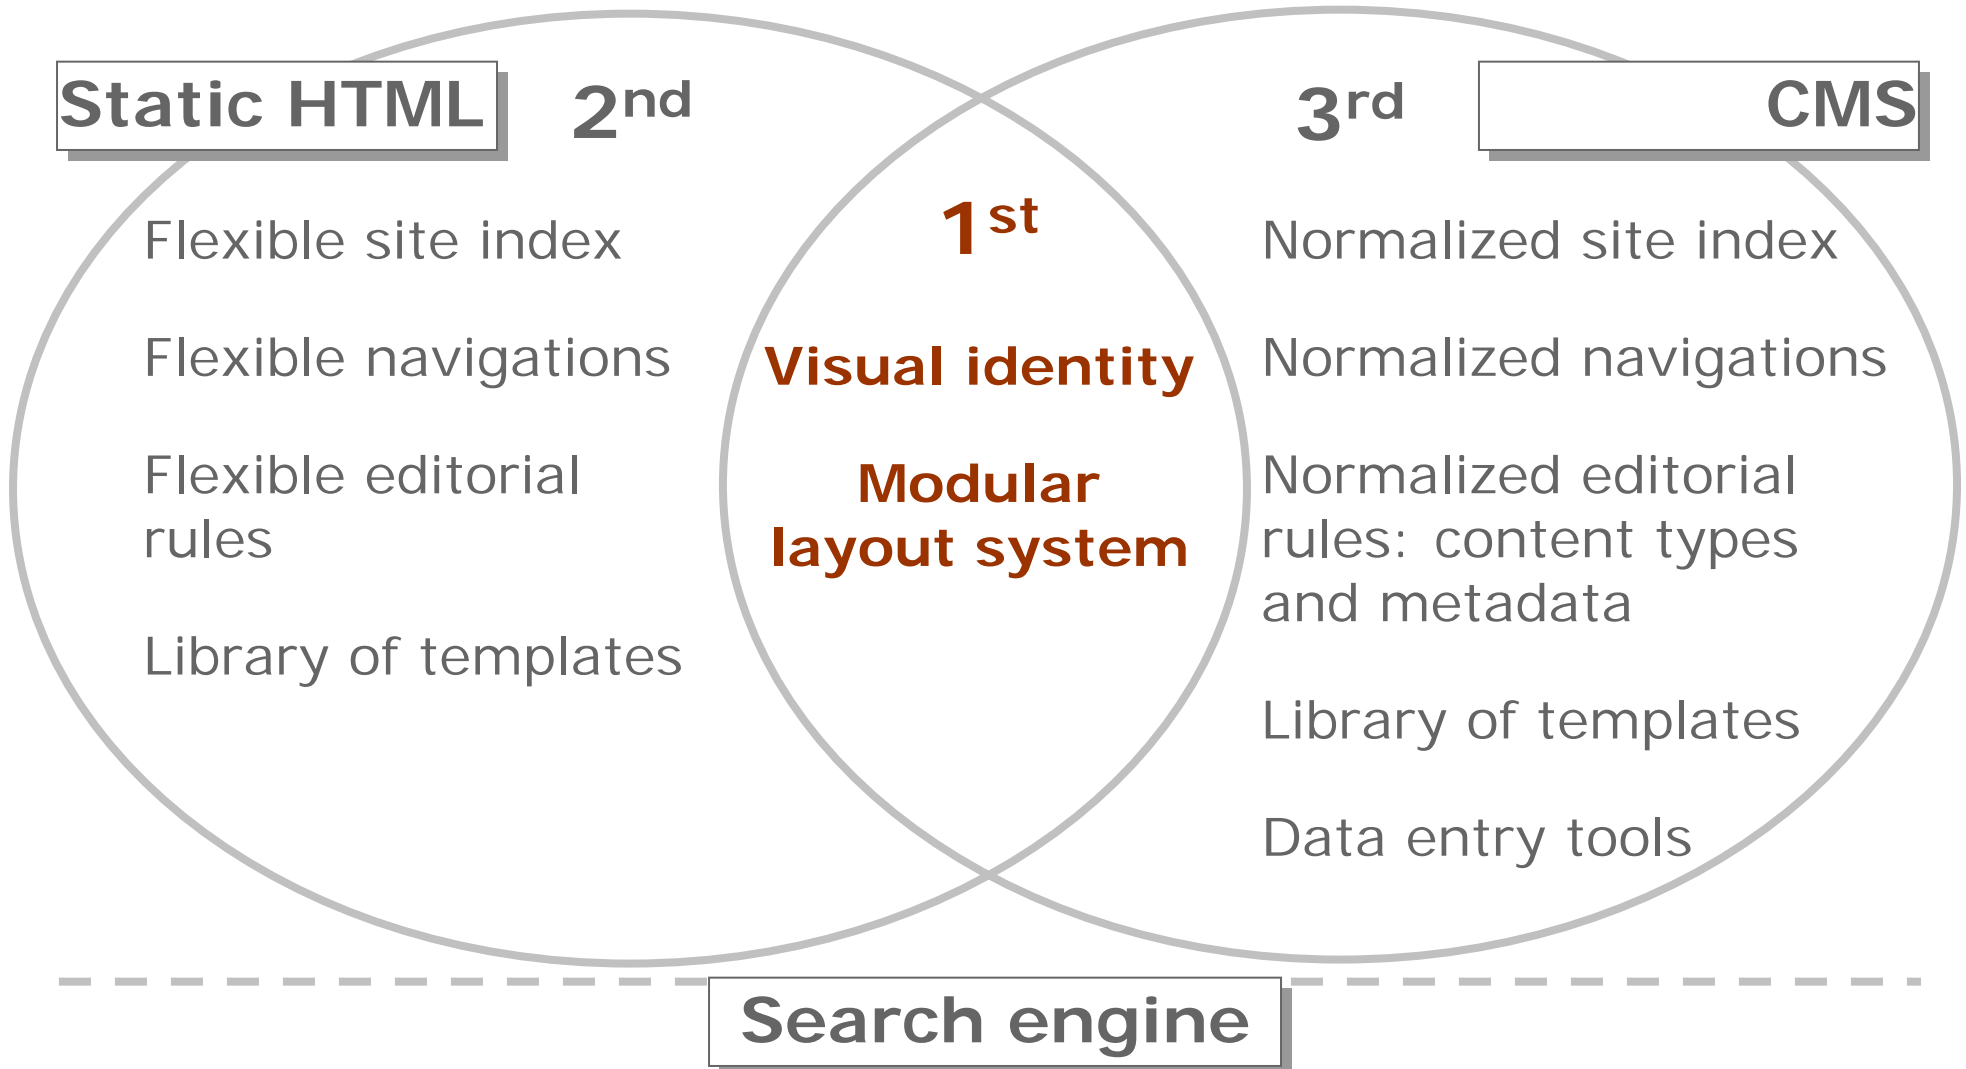 Static HTML
2nd
Flexible site index
Flexible navigations
Flexible editorial
rules
Library of templates
1st
Visual identity
Modular
layout system
3rd
CMS
Normalized site index
Normalized navigations
Normalized editorial
rules: content types
and metadata
Library of templates
Data entry tools
Search engine